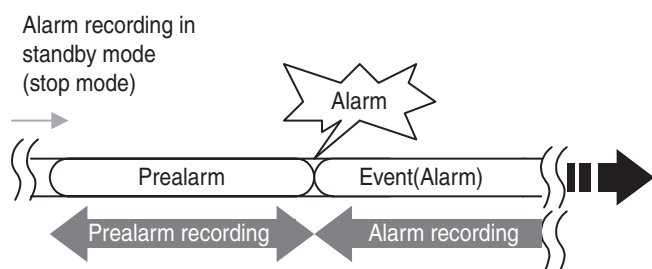 Alarm recording in
standby mode
(stop mode)
Alarm
Prealarm
Event(Alarm)
Prealarm recording
Alarm recording